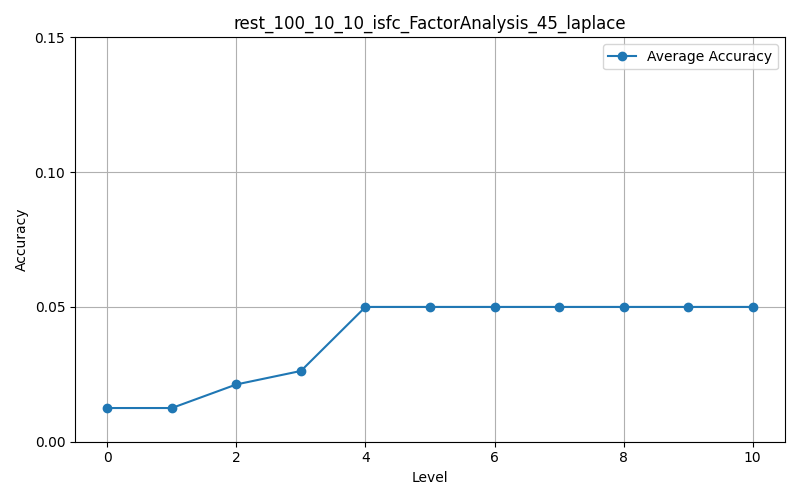 rest_100_10_10_isfc_FactorAnalysis_45_laplace
Average Accuracy
0.15
0.10
0.05
0.00
Accuracy
0 2 4 6 8 10
Level